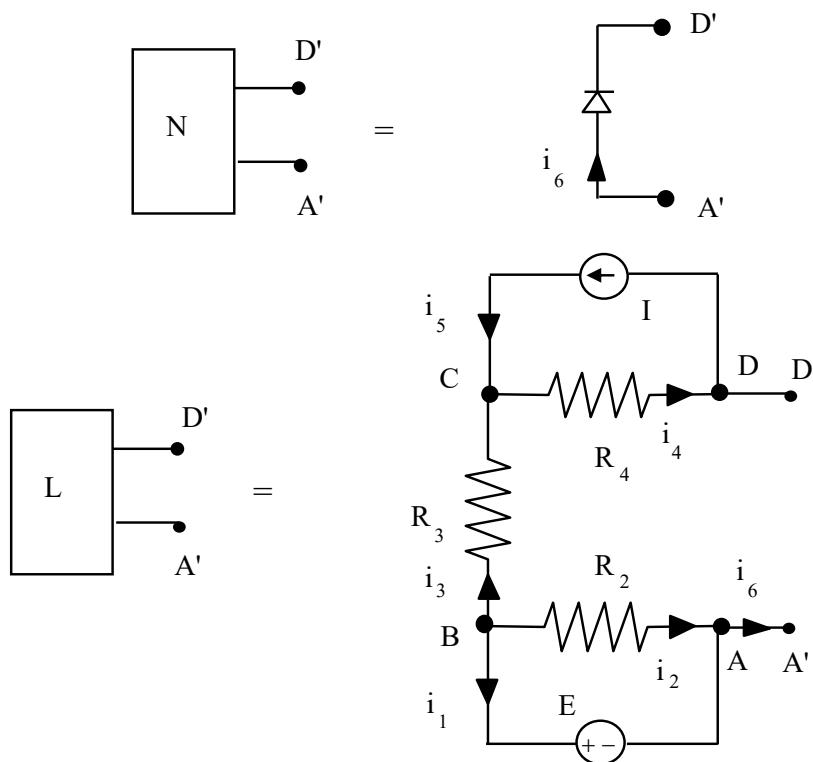 D'
D'
N
=
i6
A'
A'
I
i5
D
D
C
D'
i4
R4
L
=
R3
A'
R2
i6
i3
B
A
A'
i2
i1
E
+ −